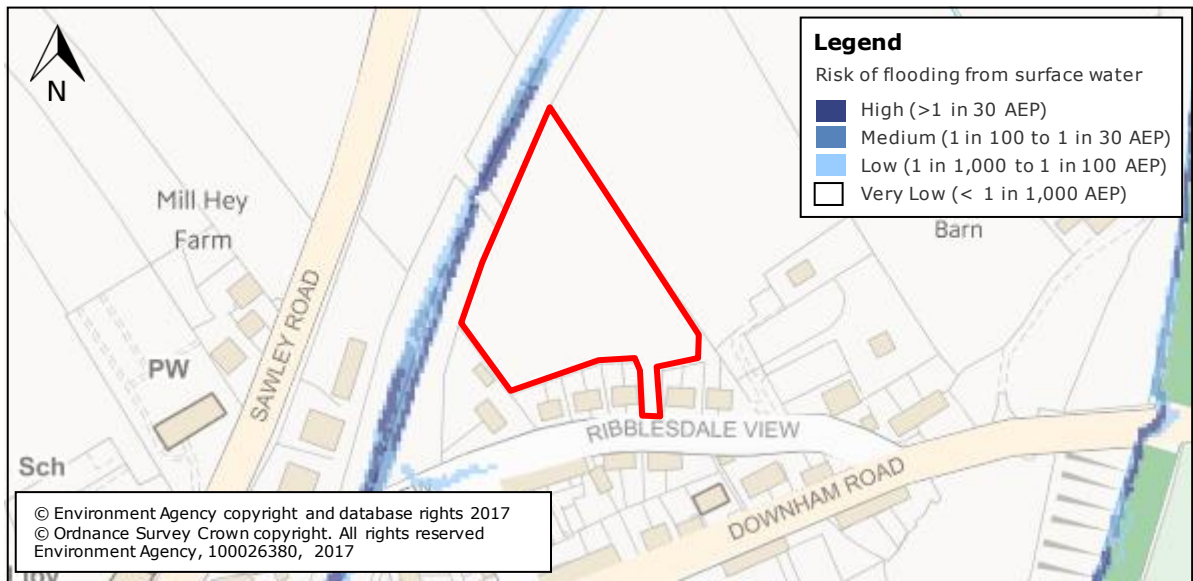 N
Legend
Risk of flooding from surface water
High (>1 in 30 AEP)
Medium (1 in 100 to 1 in 30 AEP)
Low (1 in 1,000 to 1 in 100 AEP)
Very Low (< 1 in 1,000 AEP)
Mill Hey
Farm
Barn
SAWLEY ROAD
PW
RIBBLESDALE VIEW
Sch
DOWNHAM ROAD
© Environment Agency copyright and database rights 2017
© Ordnance Survey Crown copyright. All rights reserved
Environment Agency, 100026380, 2017